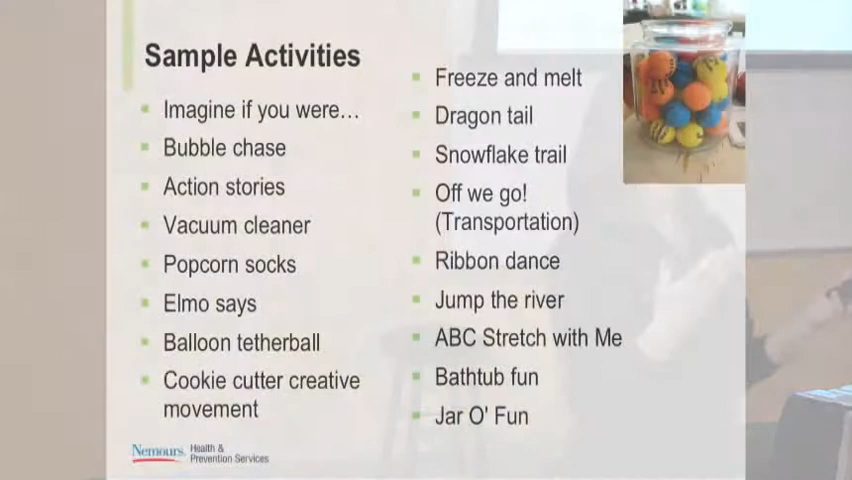 Sample Activities
Imagine if you were…
Bubble chase
Action stories
Vacuum cleaner
Popcorn socks
Elmo says
Balloon tetherball
Cookie cutter creative
movement
Freeze and melt
Dragon tail
Snowflake trail
Off we go!
(Transportation)
Ribbon dance
Jump the river
ABC Stretch with Me
Bathtub fun
Jar O' Fun
Nemours. Health &
Prevention Services